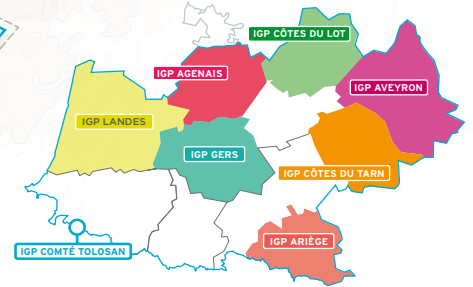 IGP CÔTES DU LOT
IGP AGENAIS
IGP AVEYRON
IGP LANDES
IGP GERS
IGP CÔTES DU TARN
IGP ARIÈGE
IGP COMTÉ TOLOSAN